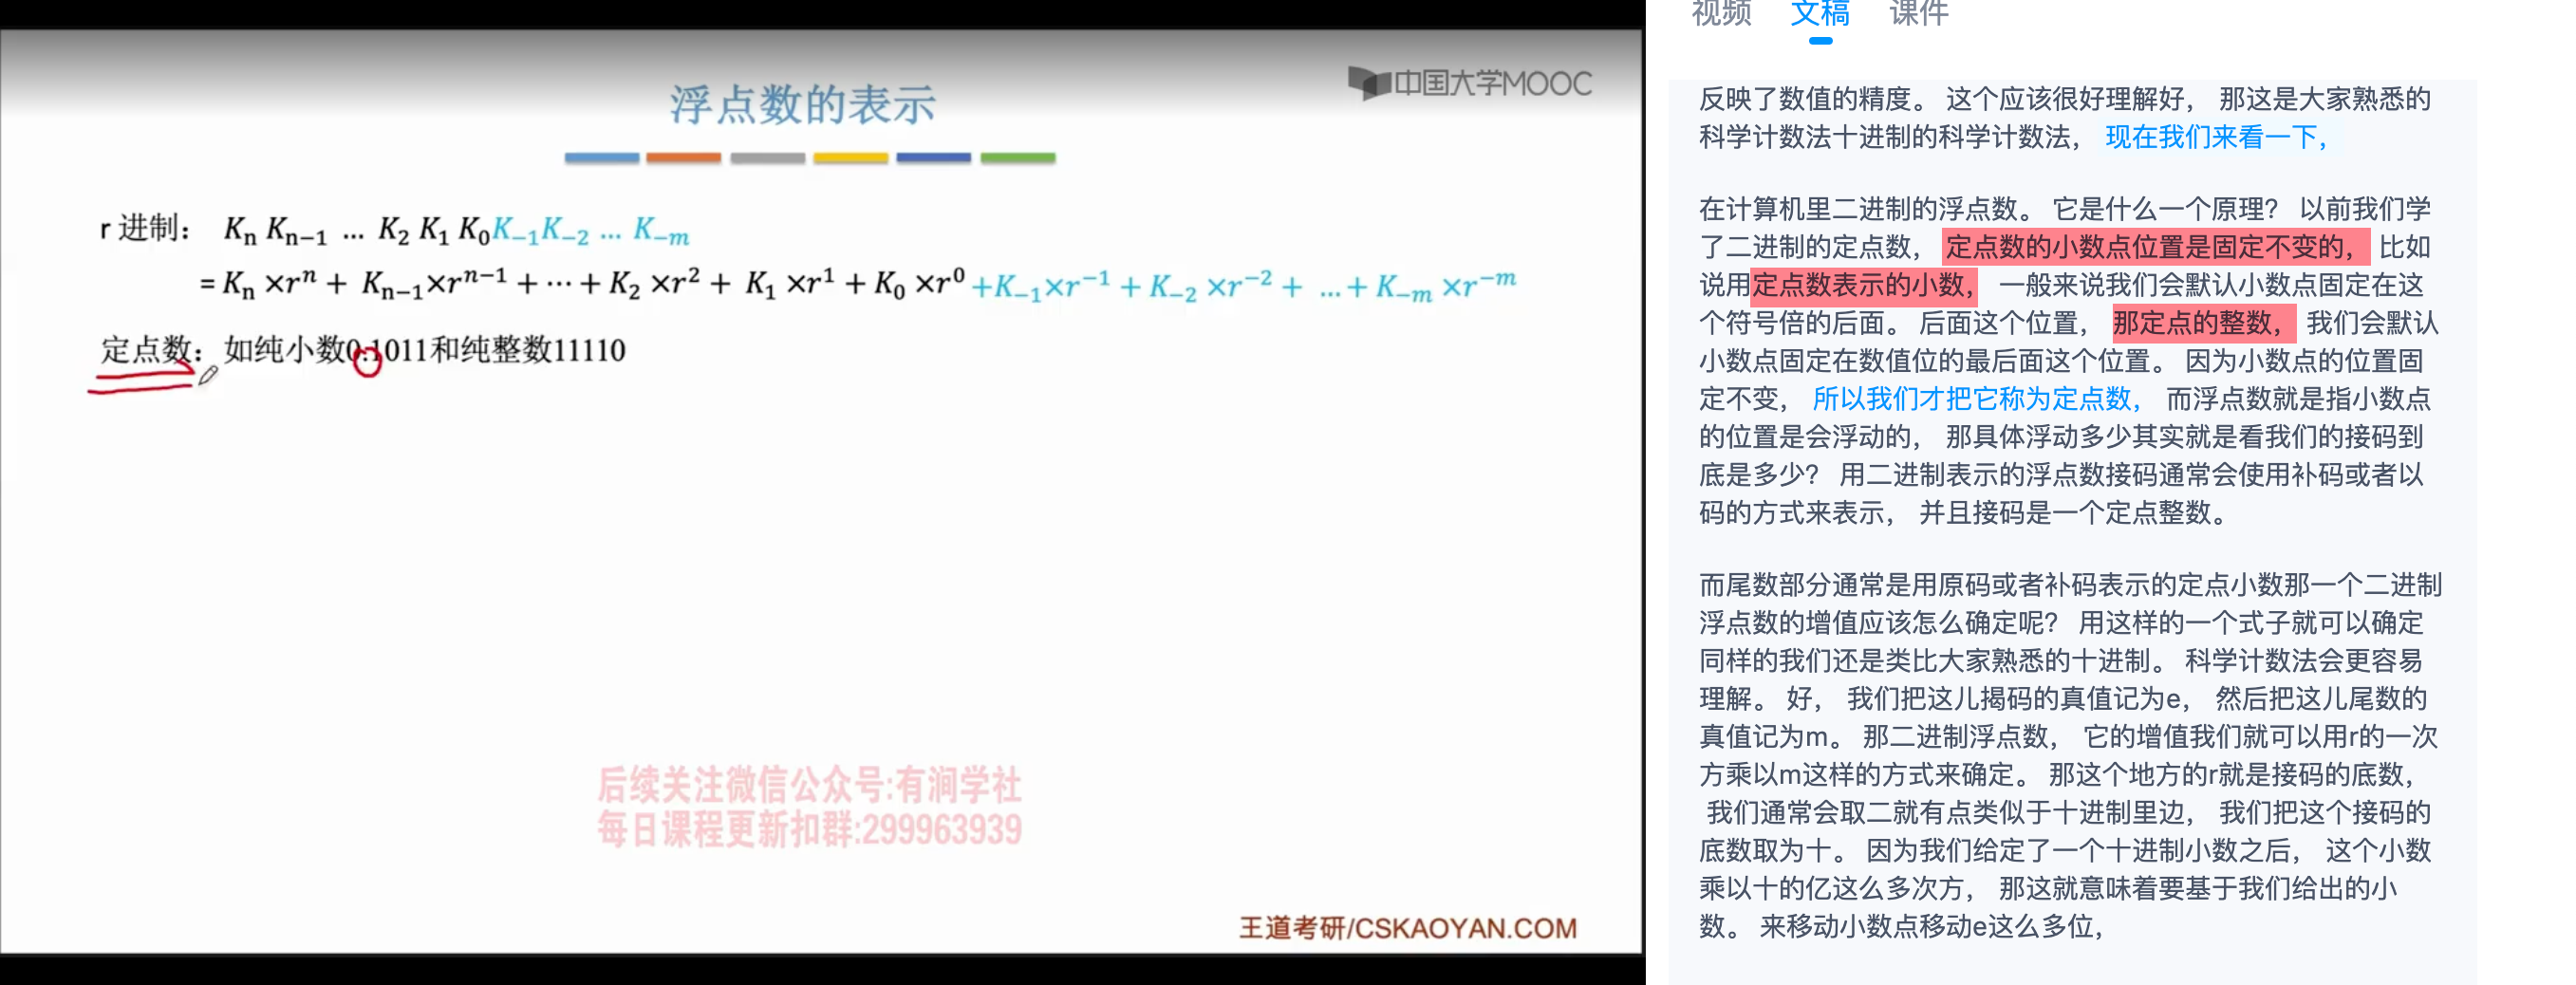 中国大学MOOC
浮点数的表示
r 进制： Kn Kn−1 … K2 K1 K0K−1K−2 … K−m
= Kn ×r^n + Kn−1×r^n−1 + ⋯ + K2 ×r^2 + K1 ×r^1 + K0 ×r^0 +K−1×r^−1 + K−2 ×r^−2 + …+ K−m ×r^−m
定点数：如纯小数0.1011和纯整数11110
后续关注微信公众号:有涧学社
每日课程更新扣群:299963939
王道考研/CSKAOYAN.COM
视频 文稿 课件
反映了数值的精度。 这个应该很好理解好， 那这是大家熟悉的
科学计数法十进制的科学计数法， 现在我们来看一下，
在计算机里二进制的浮点数。 它是什么一个原理？ 以前我们学
了二进制的定点数， 定点数的小数点位置是固定不变的， 比如
说用定点数表示的小数， 一般来说我们会默认小数点固定在这
个符号倍的后面。 后面这个位置， 那定点的整数， 我们会默认
小数点固定在数值位的最后面这个位置。 因为小数点的位置固
定不变， 所以我们才把它称为定点数， 而浮点数就是指小数点
的位置是会浮动的， 那具体浮动多少其实就是看我们的接码到
底是多少？ 用二进制表示的浮点数接码通常会使用补码或者以
码的方式来表示， 并且接码是一个定点整数。
而尾数部分通常是用原码或者补码表示的定点小数那一个二进制
浮点数的增值应该怎么确定呢？ 用这样的一个式子就可以确定
同样的我们还是类比大家熟悉的十进制。 科学计数法会更容易
理解。 好， 我们把这儿揭码的真值记为e， 然后把这儿尾数的
真值记为m。 那二进制浮点数， 它的增值我们就可以用r的一次
方乘以m这样的方式来确定。 那这个地方的r就是接码的底数，
我们通常会取二就有点类似于十进制里边， 我们把这个接码的
底数取为十。 因为我们给定了一个十进制小数之后， 这个小数
乘以十的亿这么多次方， 那这就意味着要基于我们给出的小
数。 来移动小数点移动e这么多位，